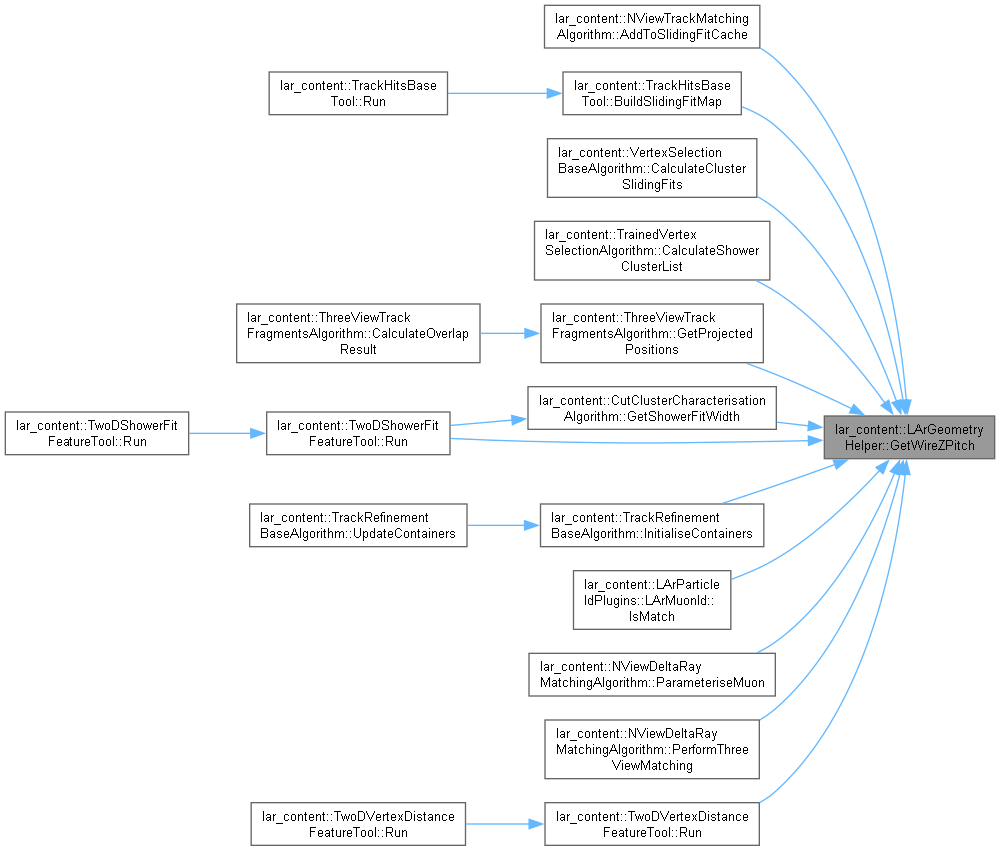 lar_content::NViewTrackMatching
Algorithm::AddToSlidingFitCache
lar_content::TrackHitsBase
Tool::Run
lar_content::TrackHitsBase
Tool::BuildSlidingFitMap
lar_content::VertexSelection
BaseAlgorithm::CalculateCluster
SlidingFits
lar_content::TrainedVertex
SelectionAlgorithm::CalculateShower
ClusterList
lar_content::ThreeViewTrack
FragmentsAlgorithm::CalculateOverlap
Result
lar_content::ThreeViewTrack
FragmentsAlgorithm::GetProjected
Positions
lar_content::TwoDShowerFit
FeatureTool::Run
lar_content::TwoDShowerFit
FeatureTool::Run
lar_content::CutClusterCharacterisation
Algorithm::GetShowerFitWidth
lar_content::LArGeometry
Helper::GetWireZPitch
lar_content::TrackRefinement
BaseAlgorithm::UpdateContainers
lar_content::TrackRefinement
BaseAlgorithm::InitialiseContainers
lar_content::LArParticle
IdPlugins::LArMuonId::
IsMatch
lar_content::NViewDeltaRay
MatchingAlgorithm::ParameteriseMuon
lar_content::NViewDeltaRay
MatchingAlgorithm::PerformThree
ViewMatching
lar_content::TwoDVertexDistance
FeatureTool::Run
lar_content::TwoDVertexDistance
FeatureTool::Run